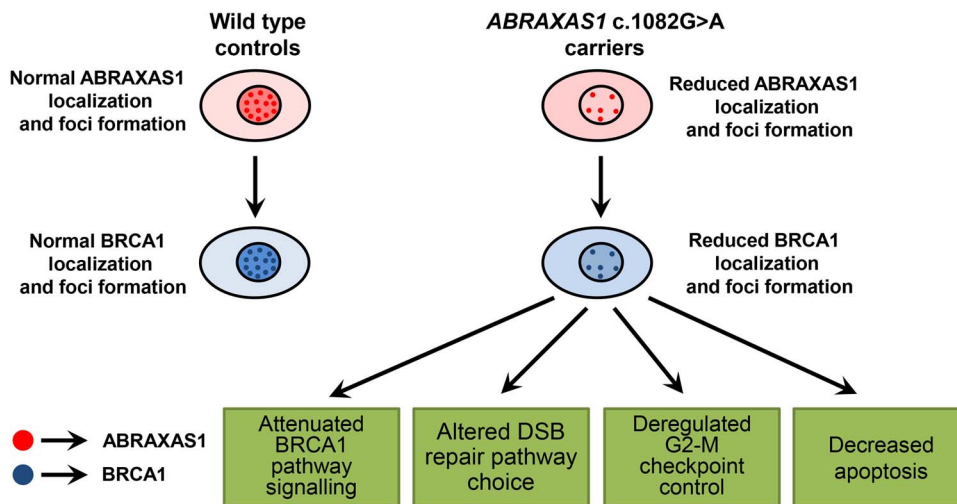 Wild type
controls
ABRAXAS1 c.1082G>A
carriers
Normal ABRAXAS1
localization
and foci formation
Reduced ABRAXAS1
localization
and foci formation
Normal BRCA1
localization
and foci formation
Reduced BRCA1
localization
and foci formation
ABRAXAS1
BRCA1
Attenuated
BRCA1
pathway
signalling
Altered DSB
repair pathway
choice
Deregulated
G2-M
checkpoint
control
Decreased
apoptosis